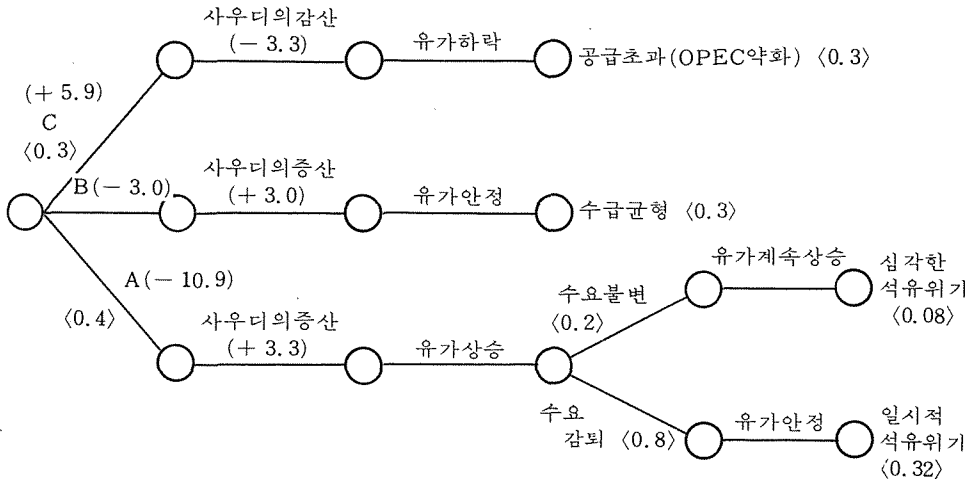 사우디의감산
(－3.3)
유가하락
공급초과(OPEC약화) 〈0.3〉
(＋5.9)
C
〈0.3〉
B(－3.0)
사우디의증산
(＋3.0)
유가안정
수급균형 〈0.3〉
A(－10.9)
〈0.4〉
사우디의증산
(＋3.3)
유가상승
수요불변
〈0.2〉
유가계속상승
심각한
석유위기
〈0.08〉
수요
감퇴 〈0.8〉
유가안정
일시적
석유위기
〈0.32〉